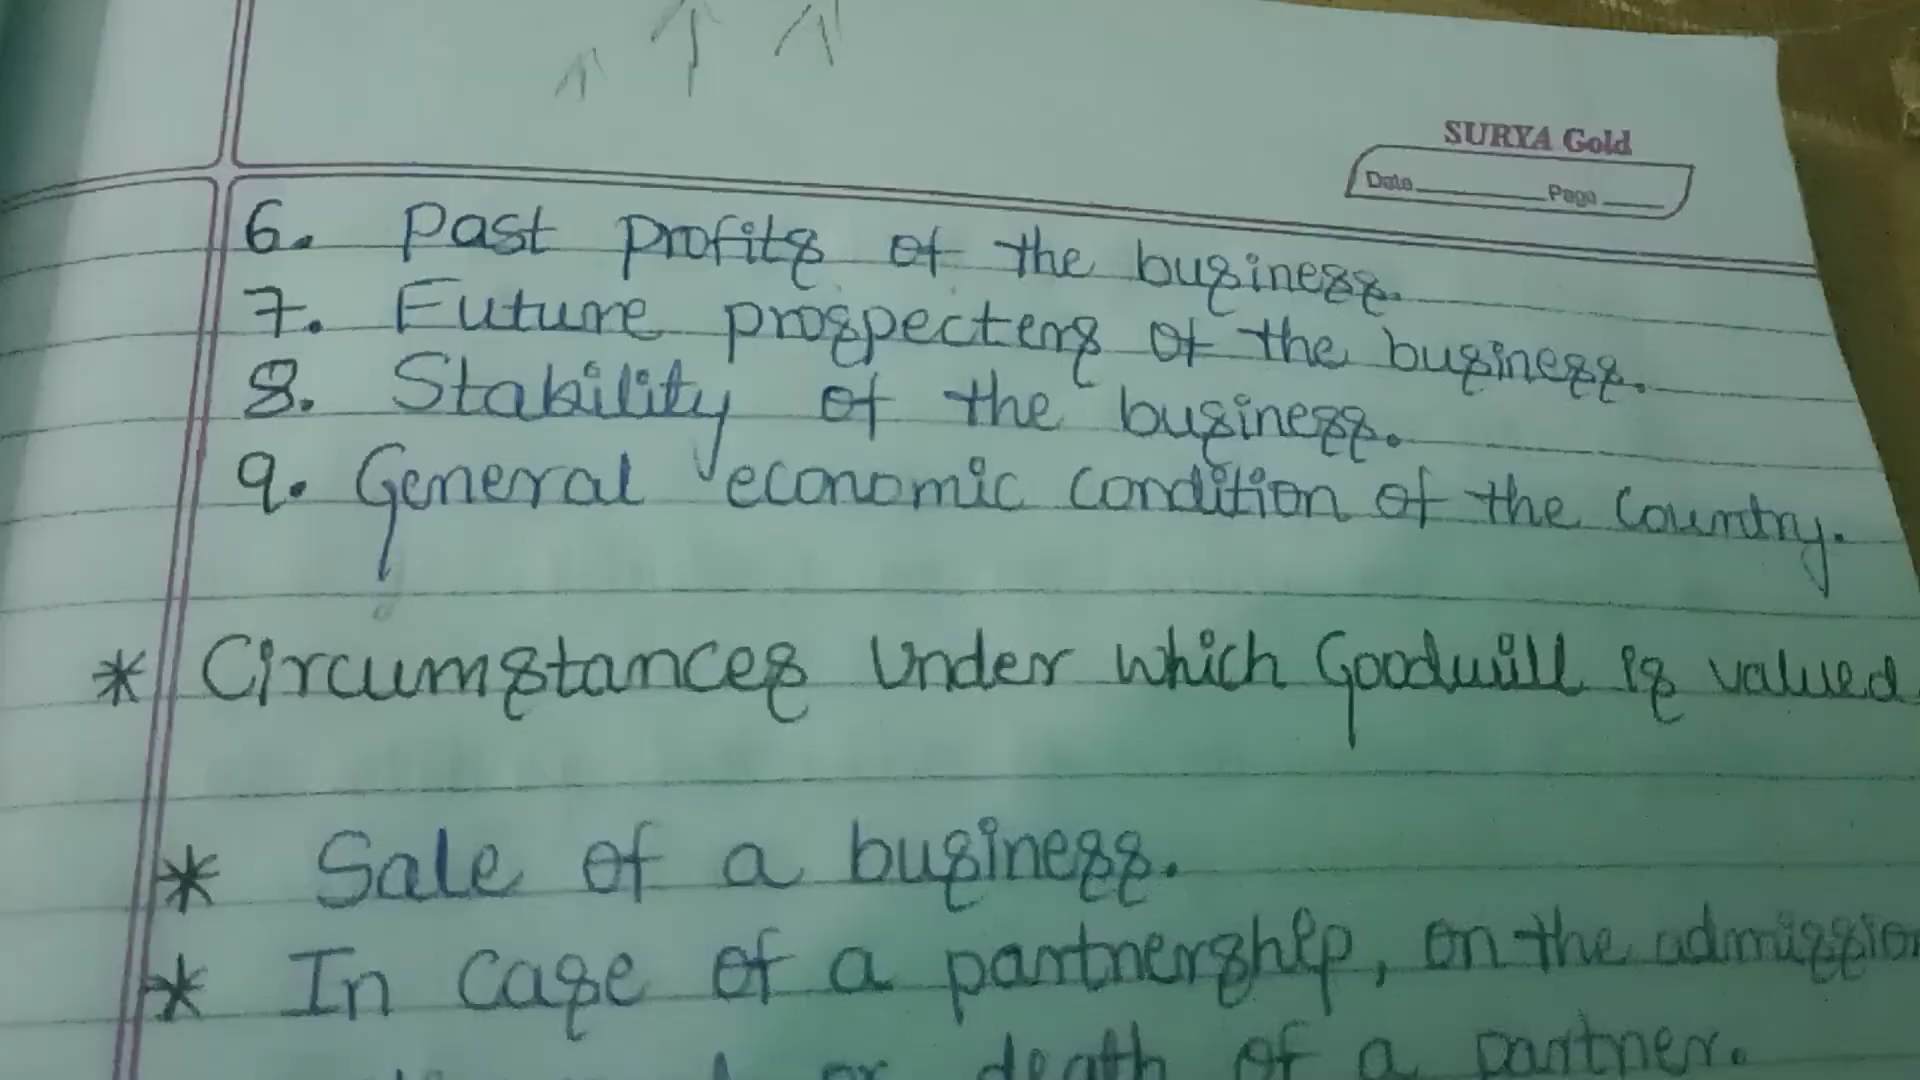 SURYA Gold
Date Page
6. Past profits of the business.
7. Future prospecters of the business.
8. Stability of the business.
9. General economic condition of the country.
* Circumstances Under which Goodwill is valued
* Sale of a business.
* In case of a partnership, on the admission
or death of a partner.